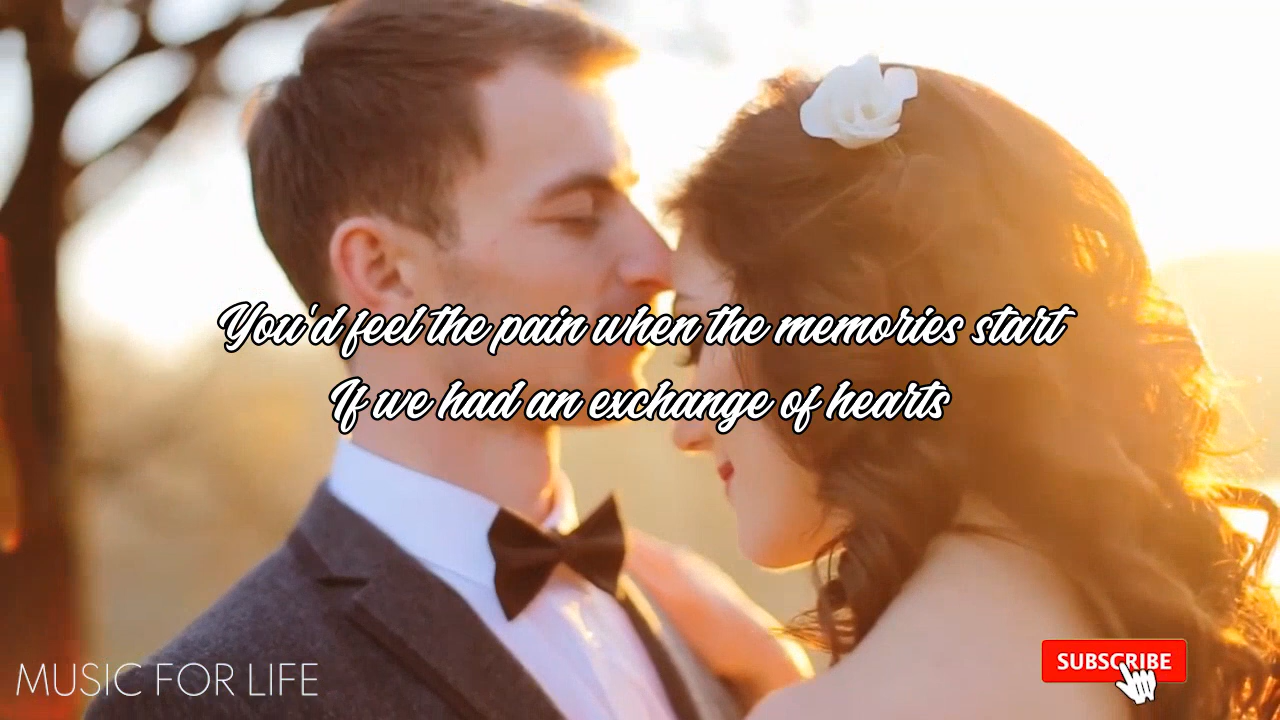 You'd feel the pain when the memories start
If we had an exchange of hearts
MUSIC FOR LIFE
SUBSCRIBE